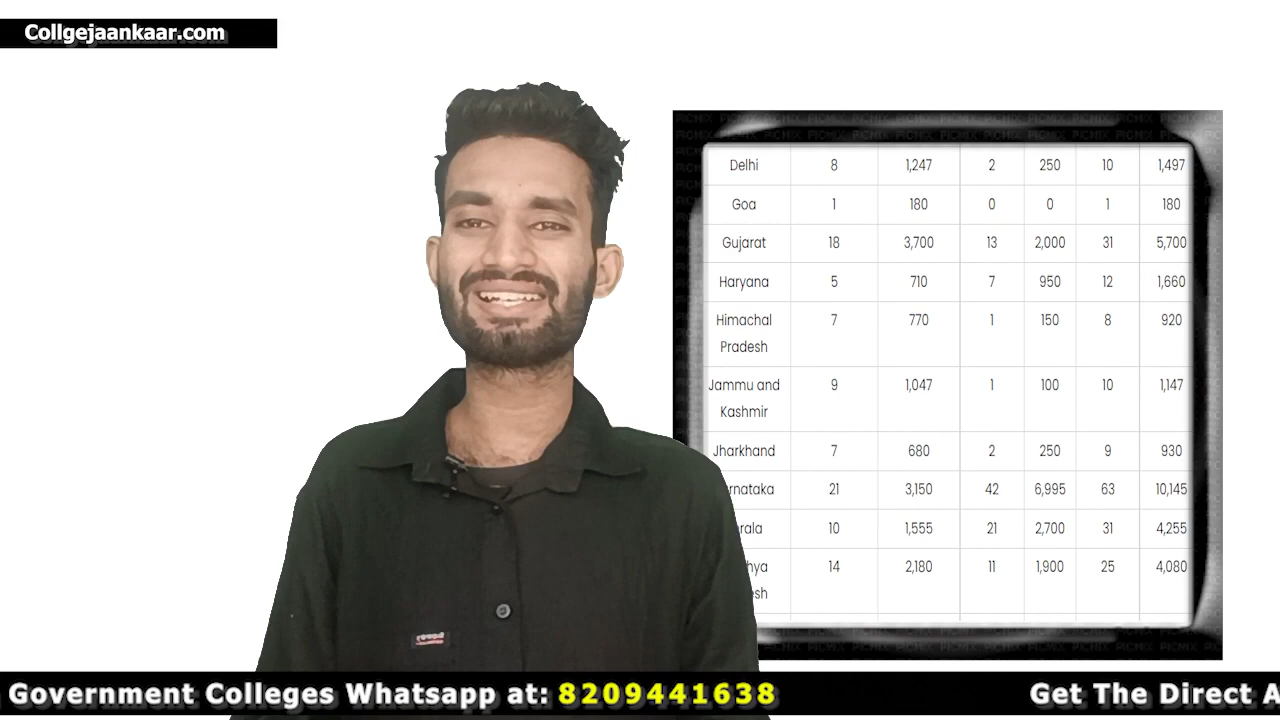 Collgejaankaar.com
Delhi 8 1,247 2 250 10 1,497
Goa 1 180 0 0 1 180
Gujarat 18 3,700 13 2,000 31 5,700
Haryana 5 710 7 950 12 1,660
Himachal Pradesh 7 770 1 150 8 920
Jammu and Kashmir 9 1,047 1 100 10 1,147
Jharkhand 7 680 2 250 9 930
rnataka 21 3,150 42 6,995 63 10,145
rala 10 1,555 21 2,700 31 4,255
hya esh 14 2,180 11 1,900 25 4,080
Government Colleges Whatsapp at: 8209441638 Get The Direct A